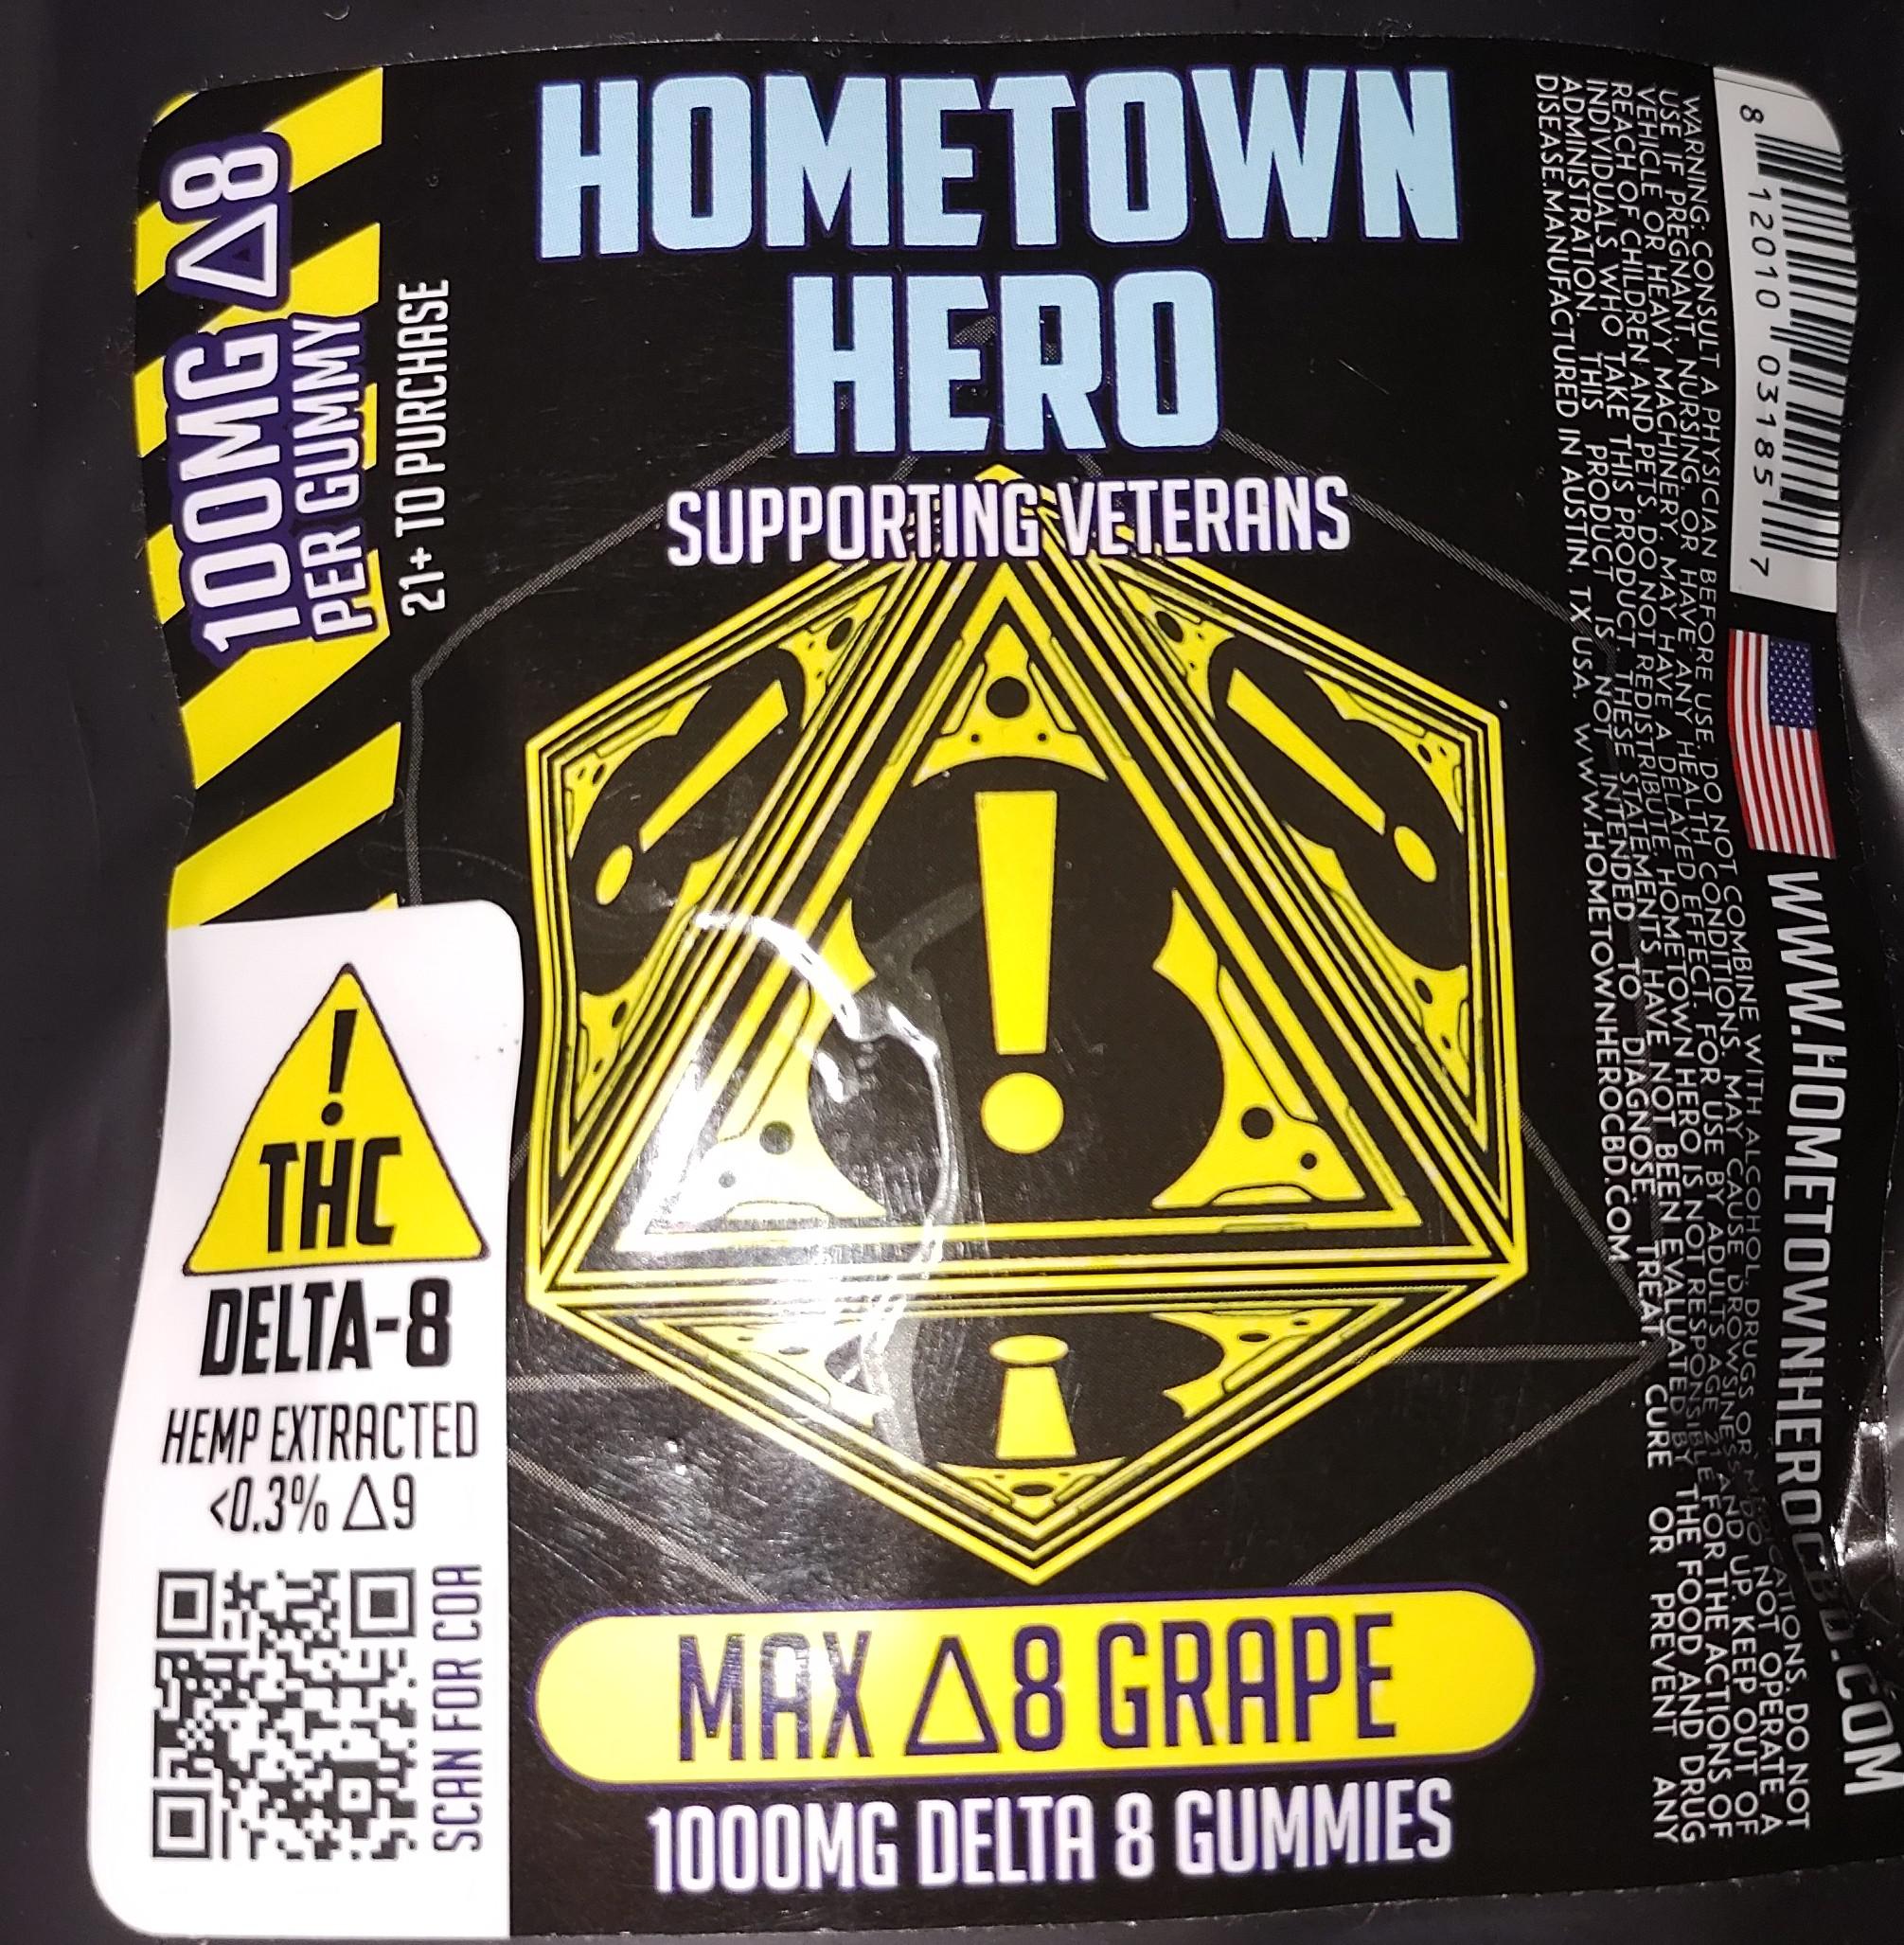 100MG Δ8
PER GUMMY
21+ TO PURCHASE
HOMETOWN
HERO
SUPPORTING VETERANS
!
THC
DELTA-8
HEMP EXTRACTED
<0.3% Δ9
SCAN FOR COA
MAX Δ8 GRAPE
1000MG DELTA 8 GUMMIES
8 12010 03185 7
WWW.HOMETOWNHEROCBD.COM
WARNING: CONSULT A PHYSICIAN BEFORE USE. DO NOT COMBINE WITH ALCOHOL, DRUGS OR MEDICATIONS. DO NOT
USE IF PREGNANT, NURSING, OR HAVE ANY HEALTH CONDITIONS. MAY CAUSE DROWSINESS AND DO NOT OPERATE A
VEHICLE OR HEAVY MACHINERY. MAY HAVE A DELAYED EFFECT. FOR USE BY ADULTS AGE 21 AND UP. KEEP OUT OF
REACH OF CHILDREN AND PETS. DO NOT REDISTRIBUTE. HOMETOWN HERO IS NOT RESPONSIBLE FOR THE ACTIONS OF
INDIVIDUALS WHO TAKE THIS PRODUCT. THESE STATEMENTS HAVE NOT BEEN EVALUATED BY THE FOOD AND DRUG
ADMINISTRATION. THIS PRODUCT IS NOT INTENDED TO DIAGNOSE, TREAT, CURE OR PREVENT ANY
DISEASE.MANUFACTURED IN AUSTIN, TX USA. WWW.HOMETOWNHEROCBD.COM